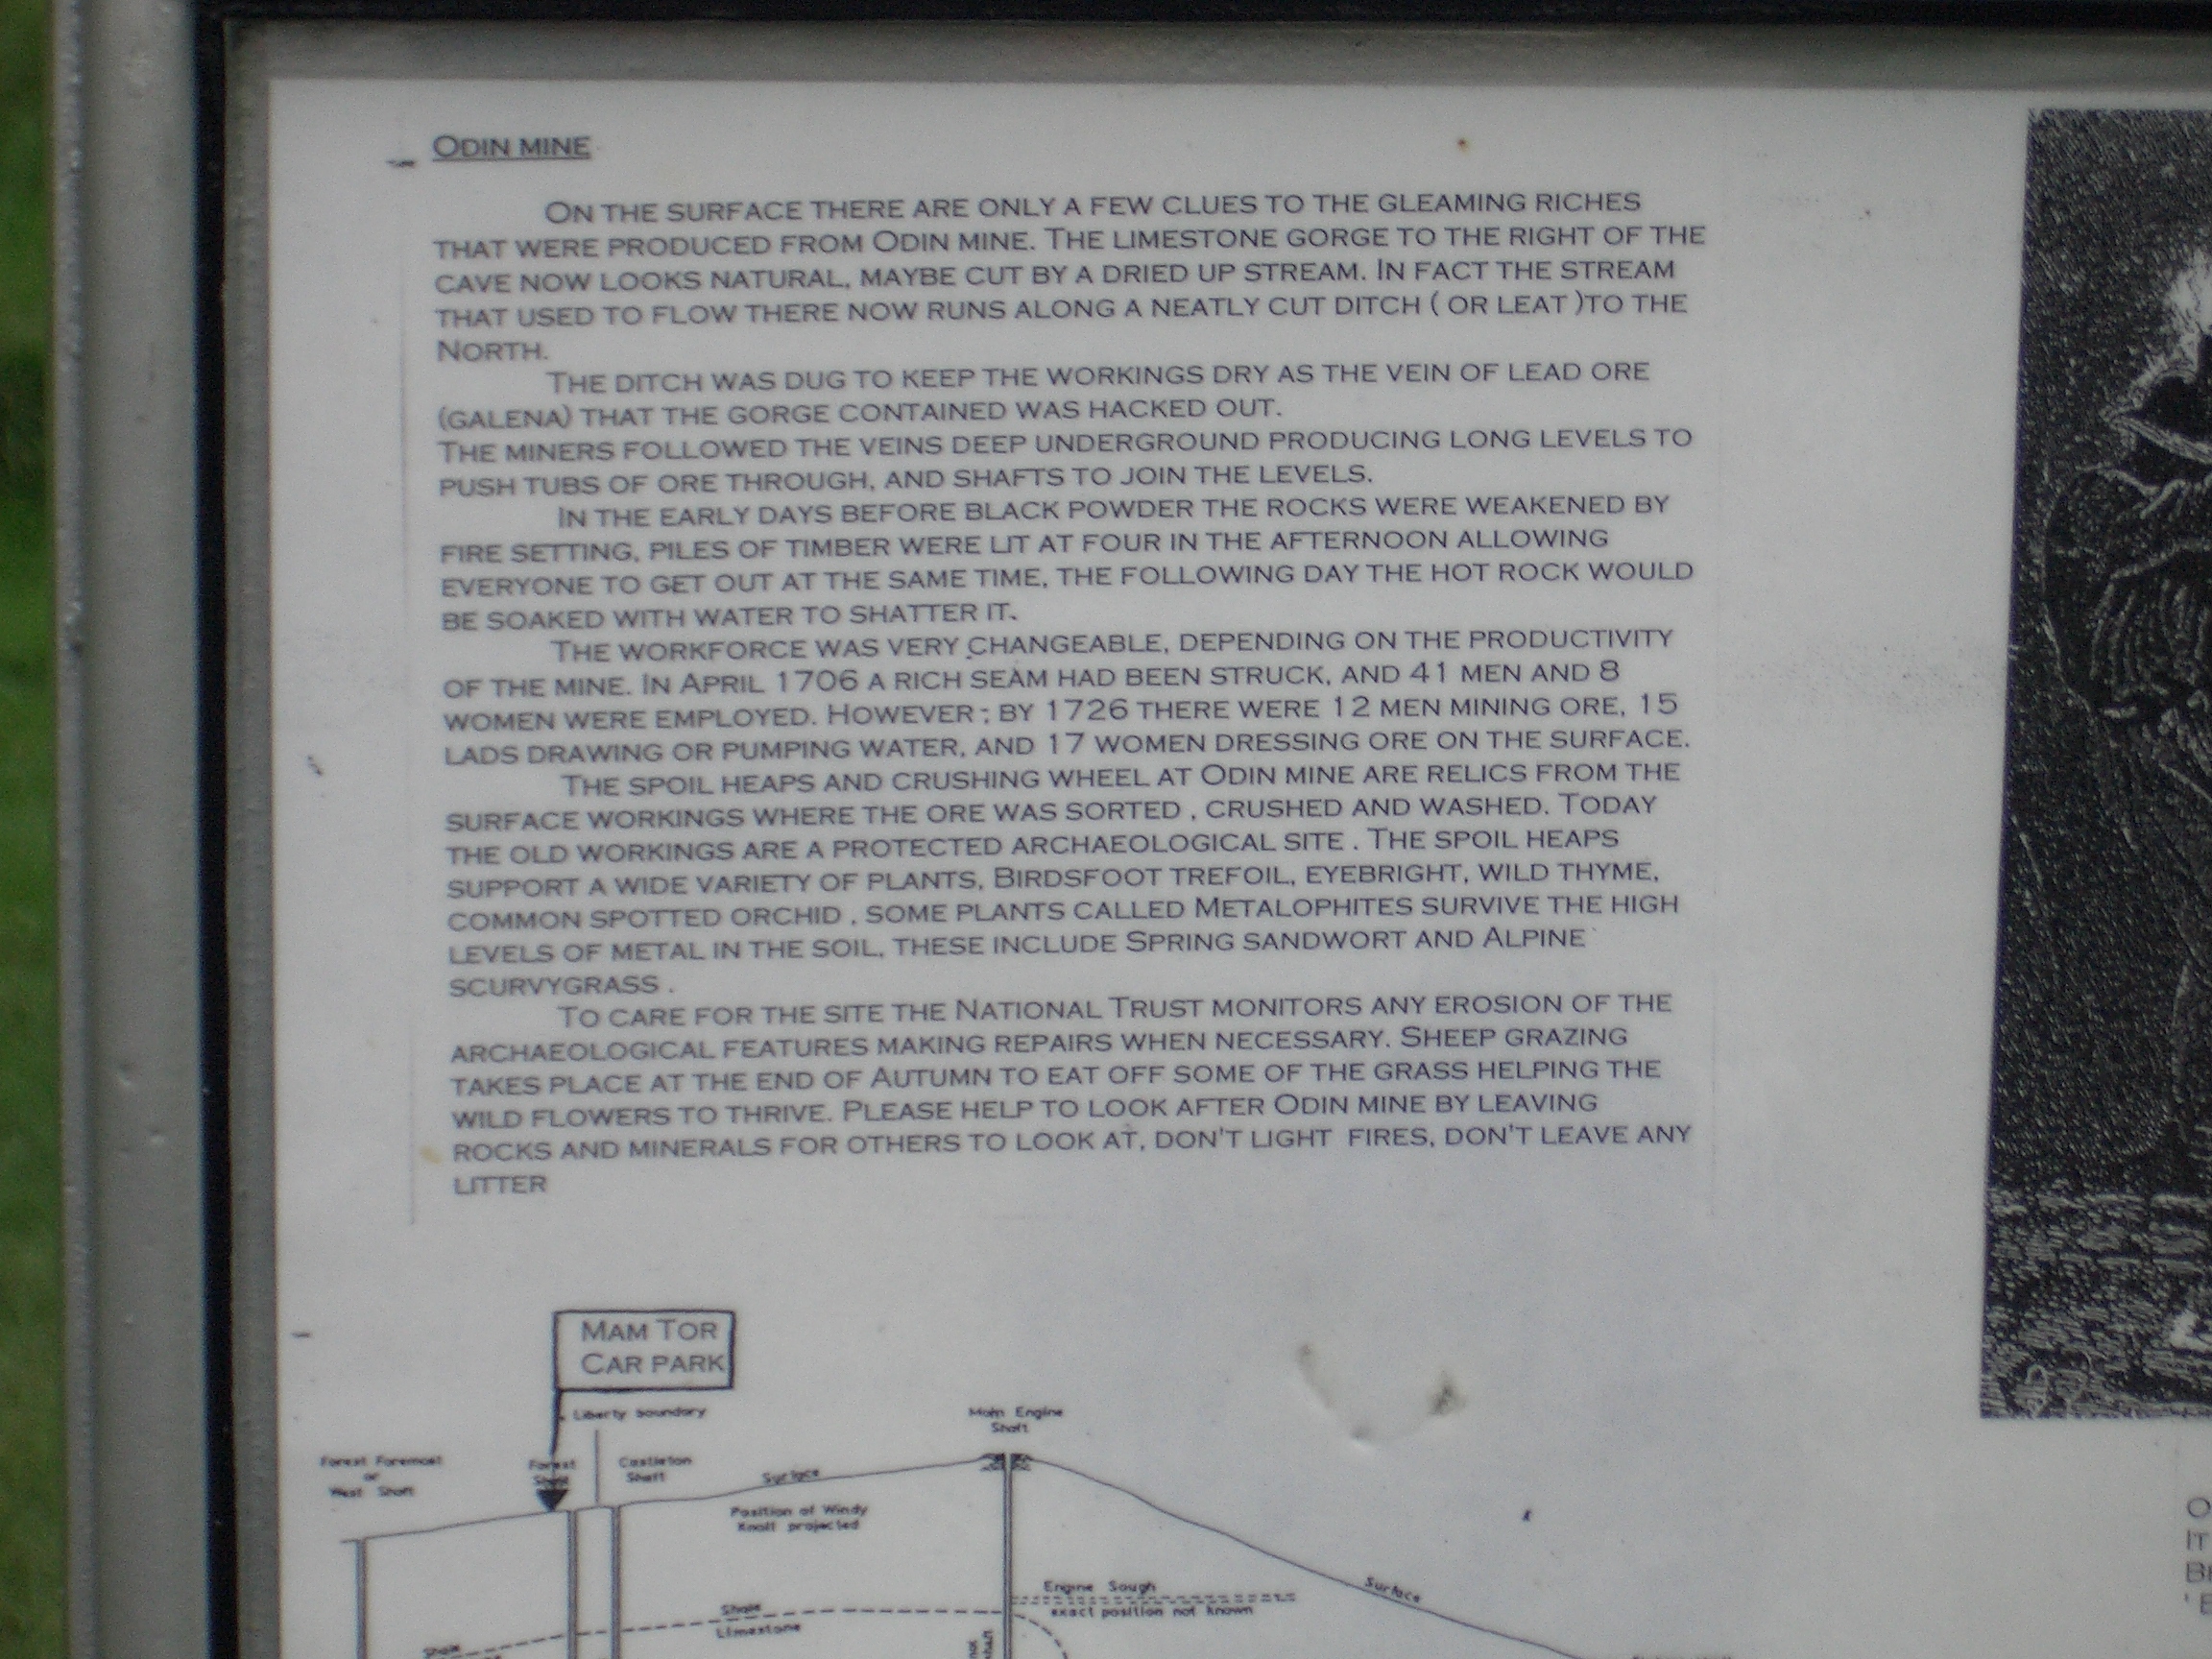 ODIN MINE
ON THE SURFACE THERE ARE ONLY A FEW CLUES TO THE GLEAMING RICHES
THAT WERE PRODUCED FROM ODIN MINE. THE LIMESTONE GORGE TO THE RIGHT OF THE
CAVE NOW LOOKS NATURAL, MAYBE CUT BY A DRIED UP STREAM. IN FACT THE STREAM
THAT USED TO FLOW THERE NOW RUNS ALONG A NEATLY CUT DITCH ( OR LEAT )TO THE
NORTH.
THE DITCH WAS DUG TO KEEP THE WORKINGS DRY AS THE VEIN OF LEAD ORE
(GALENA) THAT THE GORGE CONTAINED WAS HACKED OUT.
THE MINERS FOLLOWED THE VEINS DEEP UNDERGROUND PRODUCING LONG LEVELS TO
PUSH TUBS OF ORE THROUGH, AND SHAFTS TO JOIN THE LEVELS.
IN THE EARLY DAYS BEFORE BLACK POWDER THE ROCKS WERE WEAKENED BY
FIRE SETTING, PILES OF TIMBER WERE LIT AT FOUR IN THE AFTERNOON ALLOWING
EVERYONE TO GET OUT AT THE SAME TIME, THE FOLLOWING DAY THE HOT ROCK WOULD
BE SOAKED WITH WATER TO SHATTER IT.
THE WORKFORCE WAS VERY CHANGEABLE, DEPENDING ON THE PRODUCTIVITY
OF THE MINE. IN APRIL 1706 A RICH SEAM HAD BEEN STRUCK, AND 41 MEN AND 8
WOMEN WERE EMPLOYED. HOWEVER ; BY 1726 THERE WERE 12 MEN MINING ORE, 15
LADS DRAWING OR PUMPING WATER, AND 17 WOMEN DRESSING ORE ON THE SURFACE.
THE SPOIL HEAPS AND CRUSHING WHEEL AT ODIN MINE ARE RELICS FROM THE
SURFACE WORKINGS WHERE THE ORE WAS SORTED , CRUSHED AND WASHED. TODAY
THE OLD WORKINGS ARE A PROTECTED ARCHAEOLOGICAL SITE . THE SPOIL HEAPS
SUPPORT A WIDE VARIETY OF PLANTS, BIRDSFOOT TREFOIL, EYEBRIGHT, WILD THYME,
COMMON SPOTTED ORCHID . SOME PLANTS CALLED METALOPHITES SURVIVE THE HIGH
LEVELS OF METAL IN THE SOIL, THESE INCLUDE SPRING SANDWORT AND ALPINE
SCURVYGRASS .
TO CARE FOR THE SITE THE NATIONAL TRUST MONITORS ANY EROSION OF THE
ARCHAEOLOGICAL FEATURES MAKING REPAIRS WHEN NECESSARY. SHEEP GRAZING
TAKES PLACE AT THE END OF AUTUMN TO EAT OFF SOME OF THE GRASS HELPING THE
WILD FLOWERS TO THRIVE. PLEASE HELP TO LOOK AFTER ODIN MINE BY LEAVING
ROCKS AND MINERALS FOR OTHERS TO LOOK AT, DON'T LIGHT FIRES, DON'T LEAVE ANY
LITTER
MAM TOR
CAR PARK
Liberty boundary
Main Engine
Shaft
Forest Foremost
or
West Shaft
Forest
Shaft
Castleton
Shaft
Surface
Position of Windy
Knoll projected
Engine Sough
exact position not known
Surface
Shale
Limestone
Shale
IT